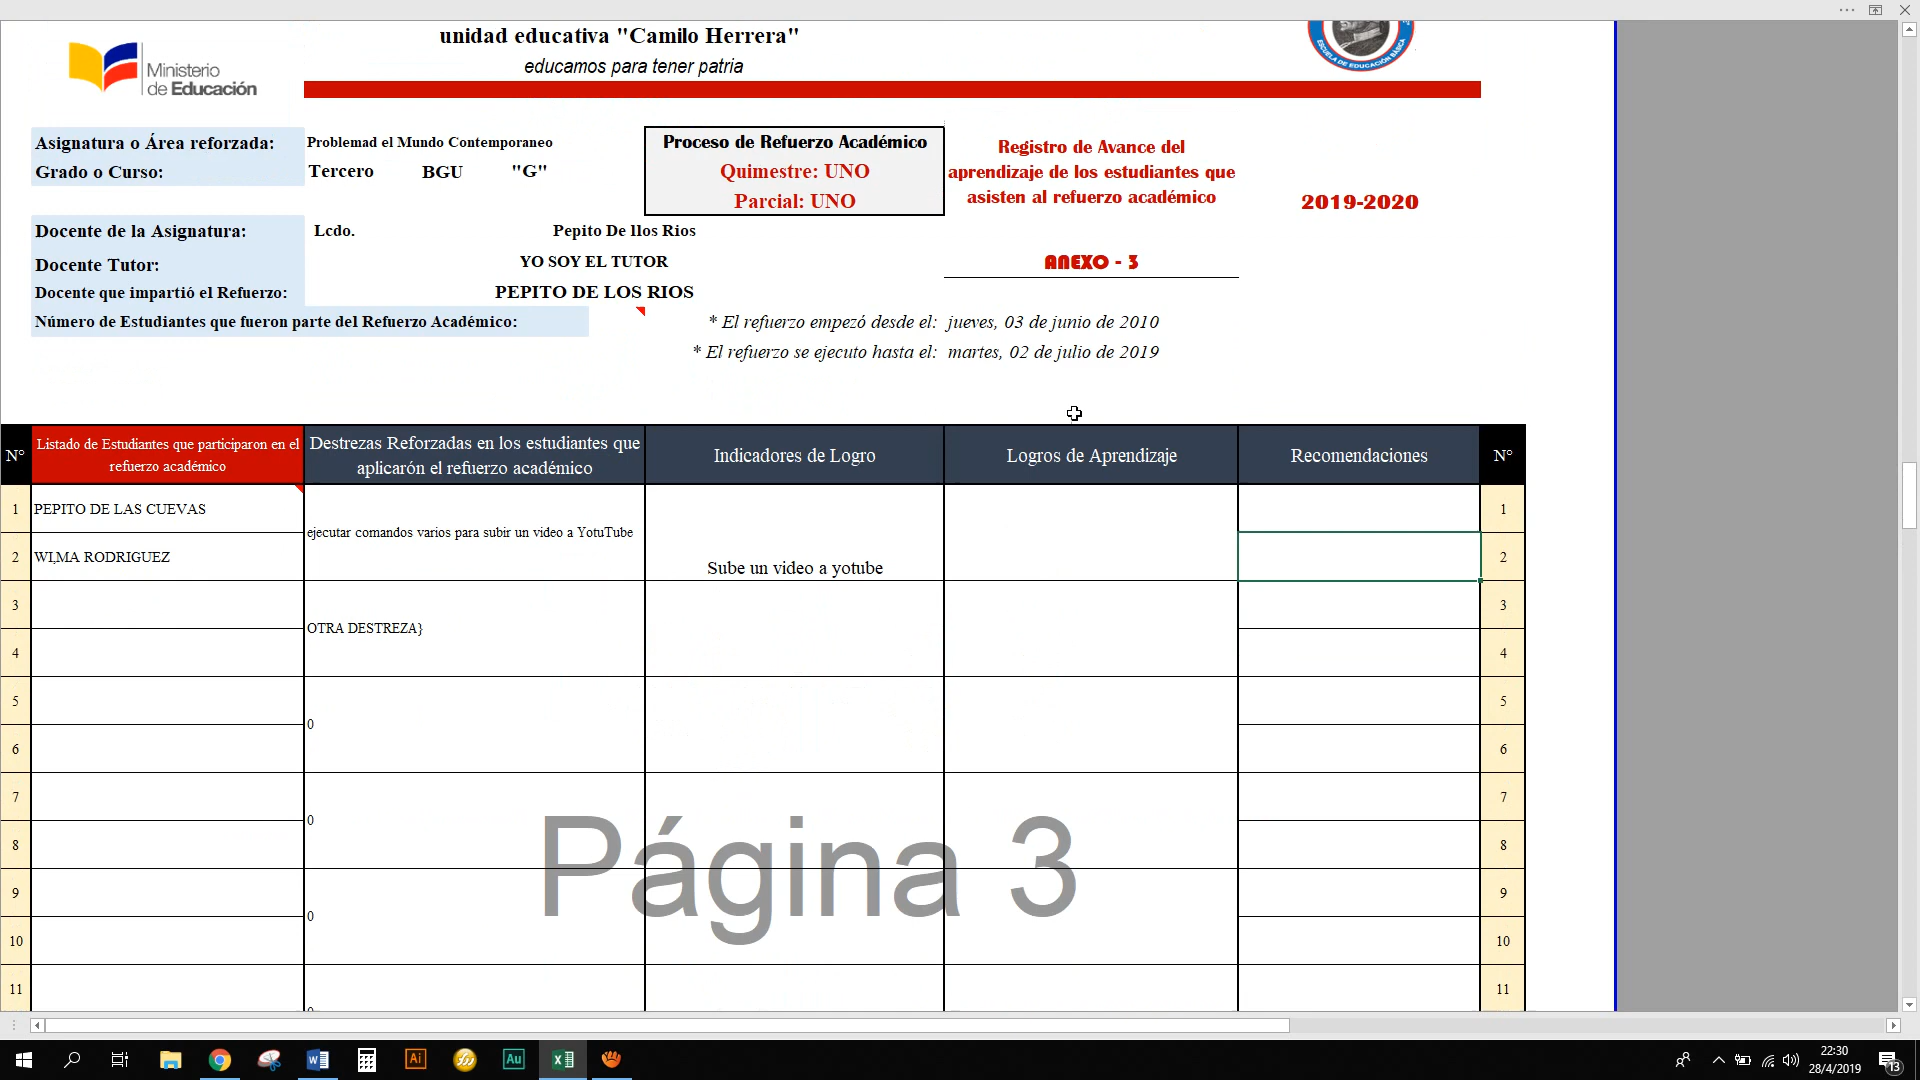 unidad educativa "Camilo Herrera"
educamos para tener patria
Ministerio
de Educación
ESCUELA DE EDUCACIÓN BÁSICA
Asignatura o Área reforzada:
Problemad el Mundo Contemporaneo
Grado o Curso:
Tercero BGU "G"
Proceso de Refuerzo Académico
Quimestre: UNO
Parcial: UNO
Registro de Avance del
aprendizaje de los estudiantes que
asisten al refuerzo académico
2019-2020
Docente de la Asignatura:
Lcdo. Pepito De llos Rios
Docente Tutor:
YO SOY EL TUTOR
ANEXO - 3
Docente que impartió el Refuerzo:
PEPITO DE LOS RIOS
Número de Estudiantes que fueron parte del Refuerzo Académico:
* El refuerzo empezó desde el: jueves, 03 de junio de 2010
* El refuerzo se ejecuto hasta el: martes, 02 de julio de 2019
N°
Listado de Estudiantes que participaron en el
refuerzo académico
Destrezas Reforzadas en los estudiantes que
aplicarón el refuerzo académico
Indicadores de Logro
Logros de Aprendizaje
Recomendaciones
N°
1 PEPITO DE LAS CUEVAS 1
ejecutar comandos varios para subir un video a YotuTube
2 WI,MA RODRIGUEZ 2
Sube un video a yotube
3 3
OTRA DESTREZA}
4 4
5 5
0
6 6
7 7
0
8 8
Página 3
9 9
0
10 10
11 11
22:30
28/4/2019
13